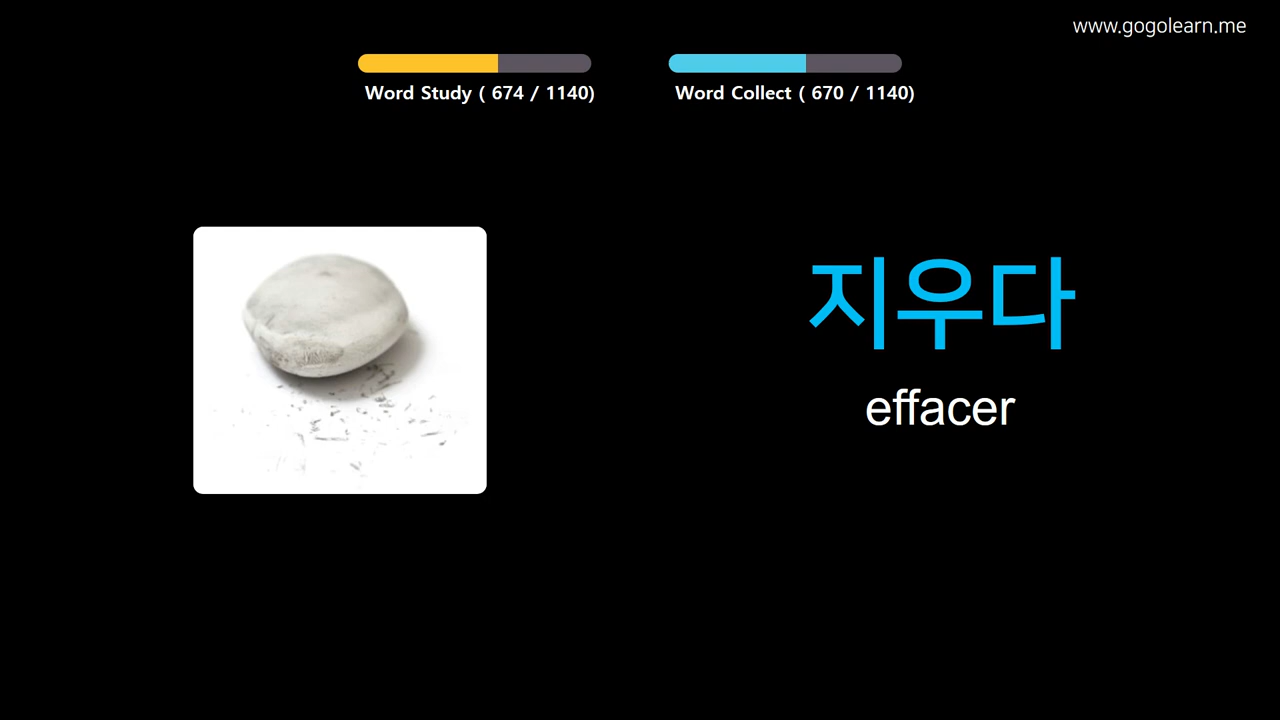 www.gogolearn.me
Word Study ( 674 / 1140)
Word Collect ( 670 / 1140)
지우다
effacer